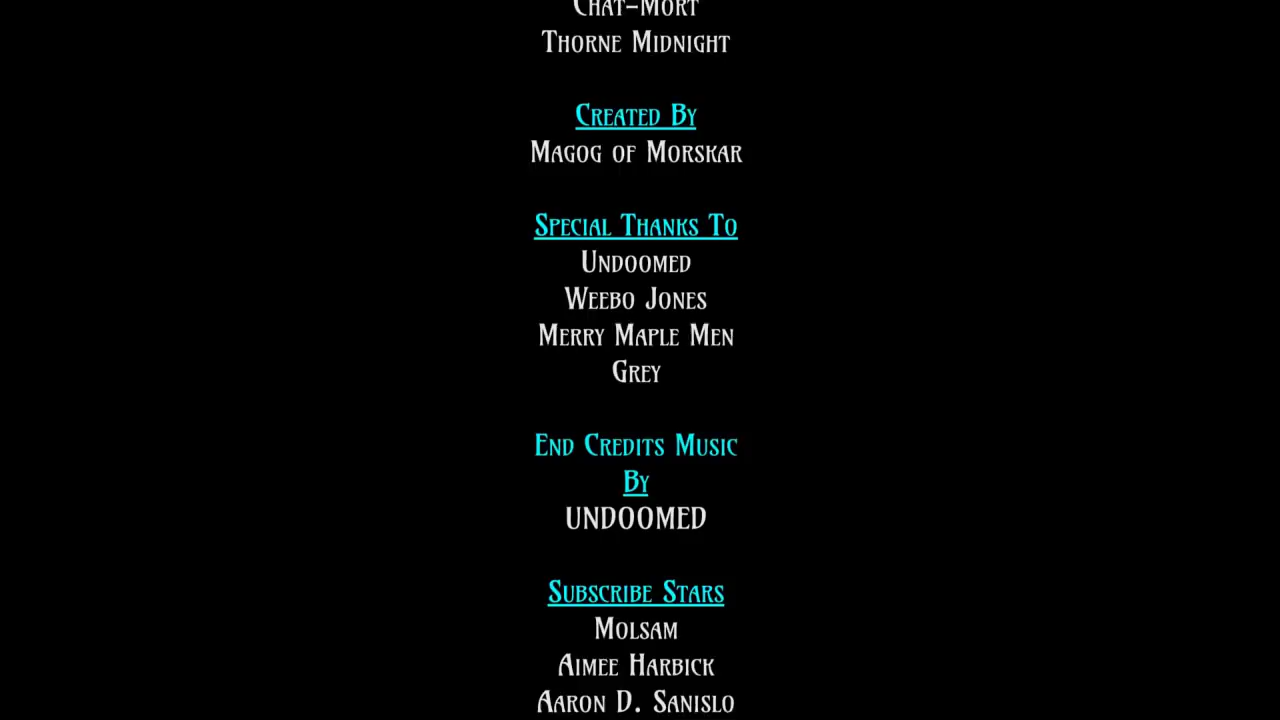 Chat-Mort
Thorne Midnight
Created By
Magog of Morskar
Special Thanks To
Undoomed
Weebo Jones
Merry Maple Men
Grey
End Credits Music
By
UNDOOMED
Subscribe Stars
Molsam
Aimee Harbick
Aaron D. Sanislo